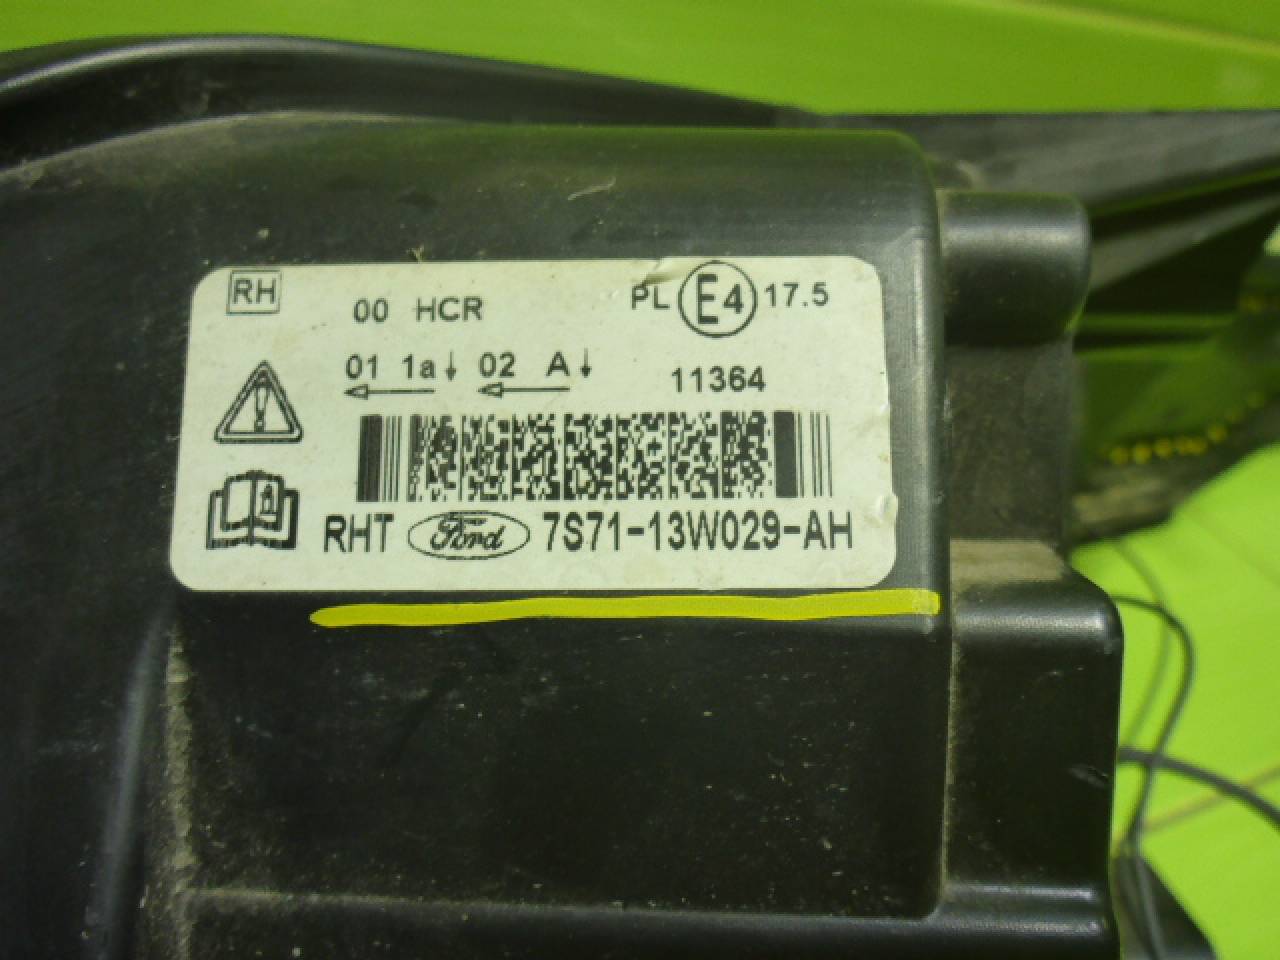 RH
00 HCR
PL E4 17.5
01 1a↓ 02 A↓
11364
RHT Ford 7S71-13W029-AH